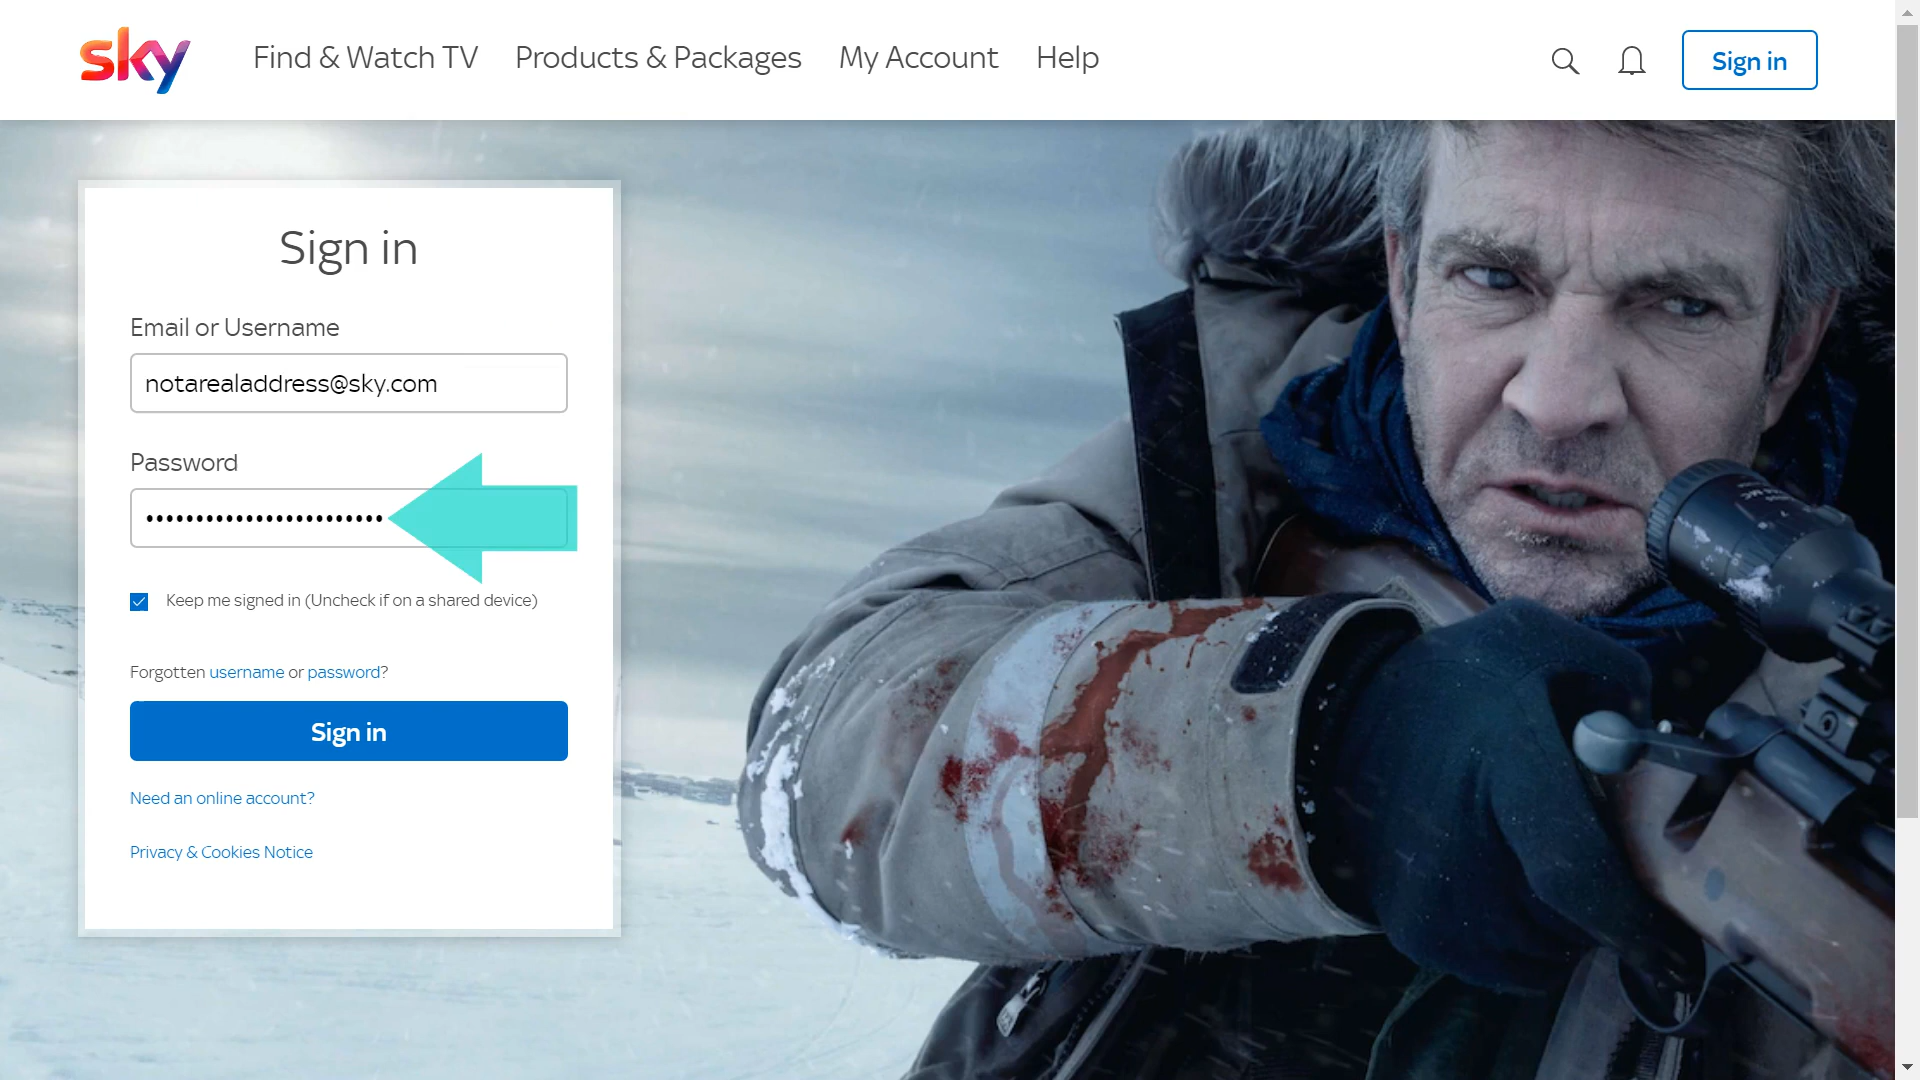 sky
Find & Watch TV
Products & Packages
My Account
Help
Sign in
Sign in
Email or Username
notarealaddress@sky.com
Password
••••••••••••••••••••••••
Keep me signed in (Uncheck if on a shared device)
Forgotten username or password?
Sign in
Need an online account?
Privacy & Cookies Notice